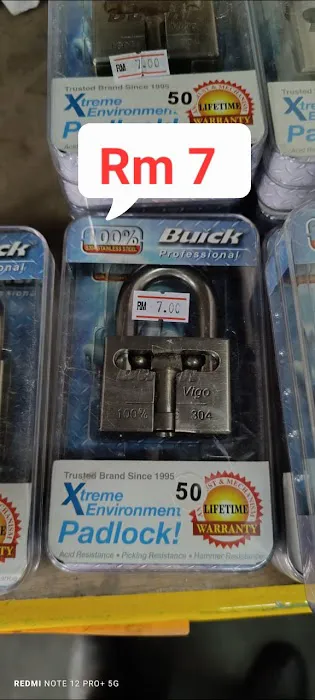 RM 7.00
Trusted Brand Since 1995
Xtreme
Environment
50
Padlock!
LIFETIME
WARRANTY
Rm 7
100%
Buick
Professional
RM 7.00
Vigo
100% 304
Trusted Brand Since 1995
Xtreme
Environment
50
Padlock!
LIFETIME
WARRANTY
Acid Resistance • Picking Resistance • Hammer Resistance
REDMI NOTE 12 PRO+ 5G